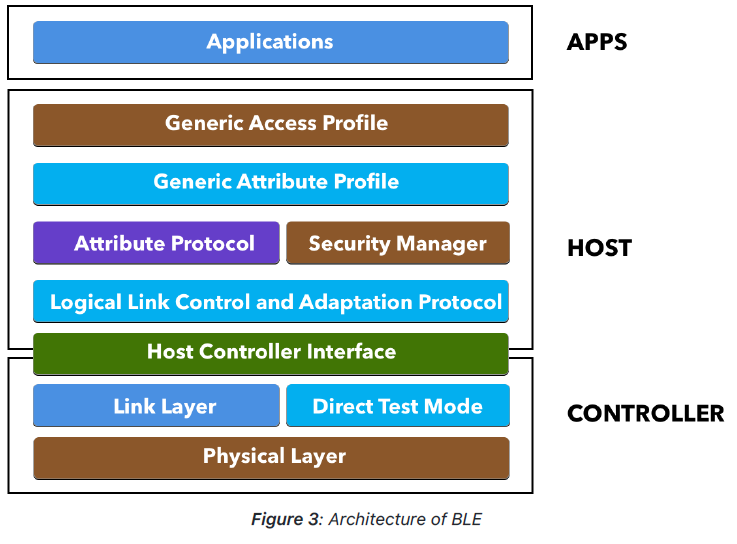 Applications
APPS
Generic Access Profile
Generic Attribute Profile
Attribute Protocol
Security Manager
HOST
Logical Link Control and Adaptation Protocol
Host Controller Interface
Link Layer
Direct Test Mode
CONTROLLER
Physical Layer
Figure 3: Architecture of BLE